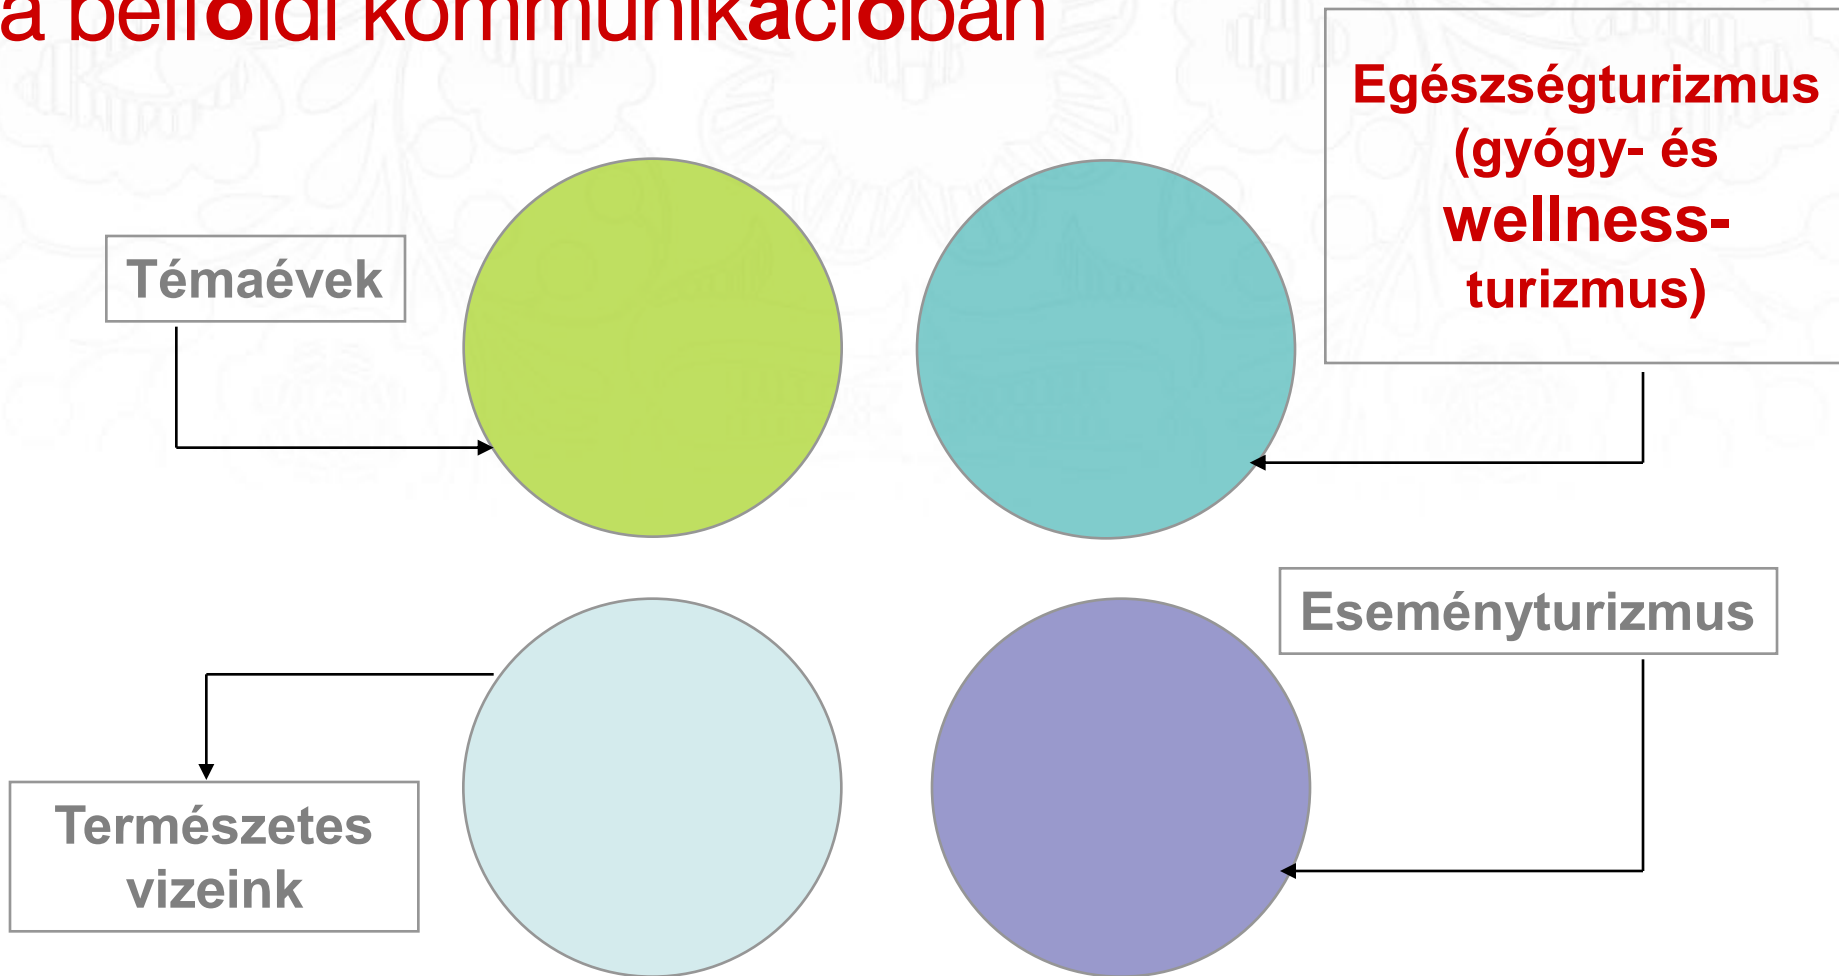 a belföldi kommunikációban
Egészségturizmus
(gyógy- és
wellness-
turizmus)
Témaévek
Eseményturizmus
Természetes
vizeink